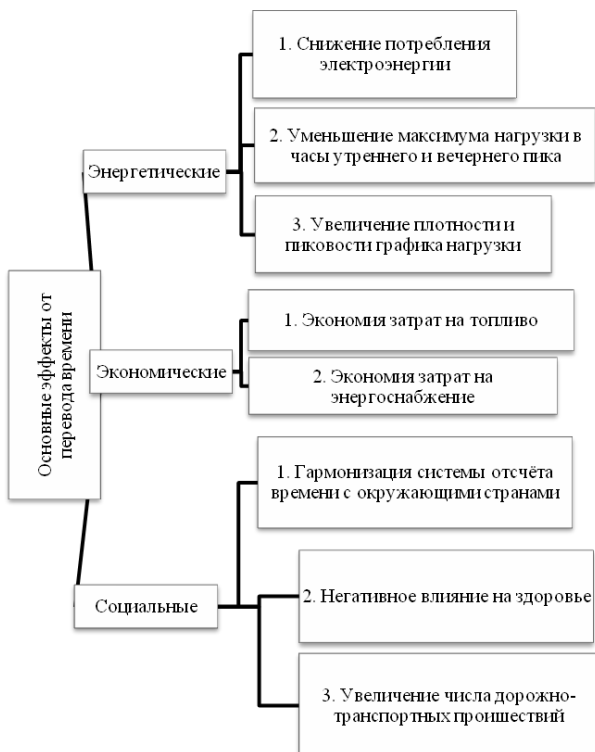 Основные эффекты от
перевода времени
Энергетические
1. Снижение потребления
электроэнергии
2. Уменьшение максимума нагрузки в
часы утреннего и вечернего пика
3. Увеличение плотности и
пиковости графика нагрузки
Экономические
1. Экономия затрат на топливо
2. Экономия затрат на
энергоснабжение
Социальные
1. Гармонизация системы отсчёта
времени с окружающими странами
2. Негативное влияние на здоровье
3. Увеличение числа дорожно-
транспортных происшествий